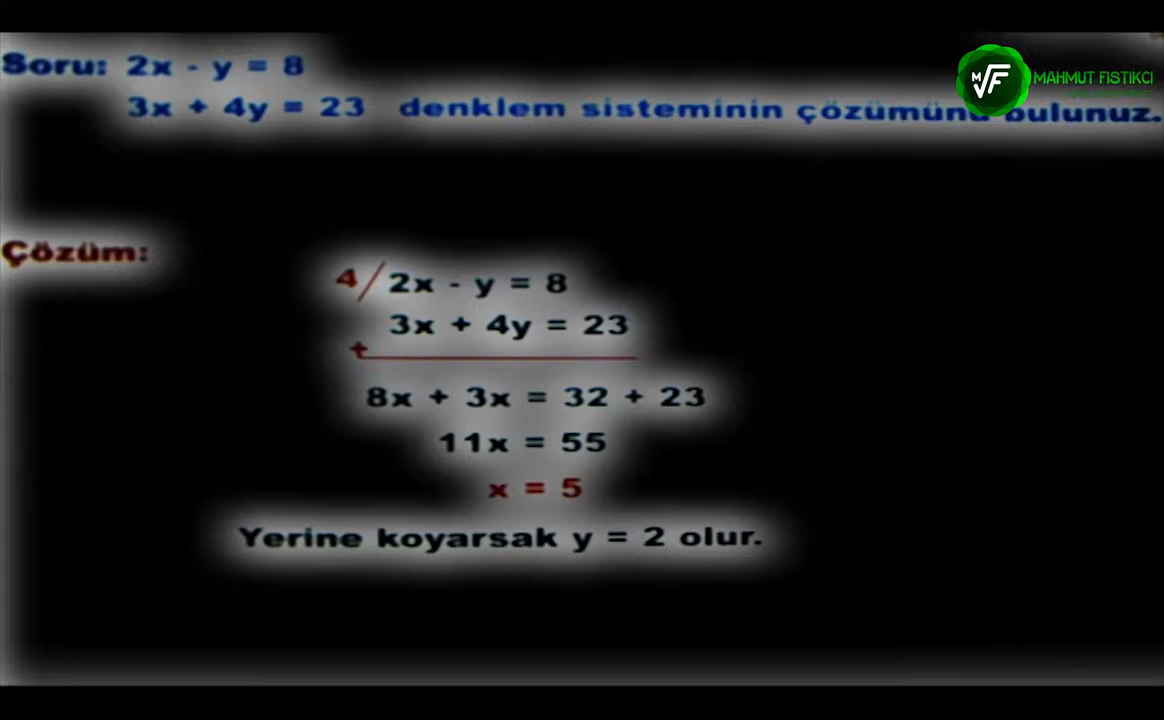 Soru: 2x - y = 8
MAHMUT FISTIKCI
3x + 4y = 23 denklem sisteminin çözümünü bulunuz.
Çözüm:
4/ 2x - y = 8
3x + 4y = 23
+
8x + 3x = 32 + 23
11x = 55
x = 5
Yerine koyarsak y = 2 olur.